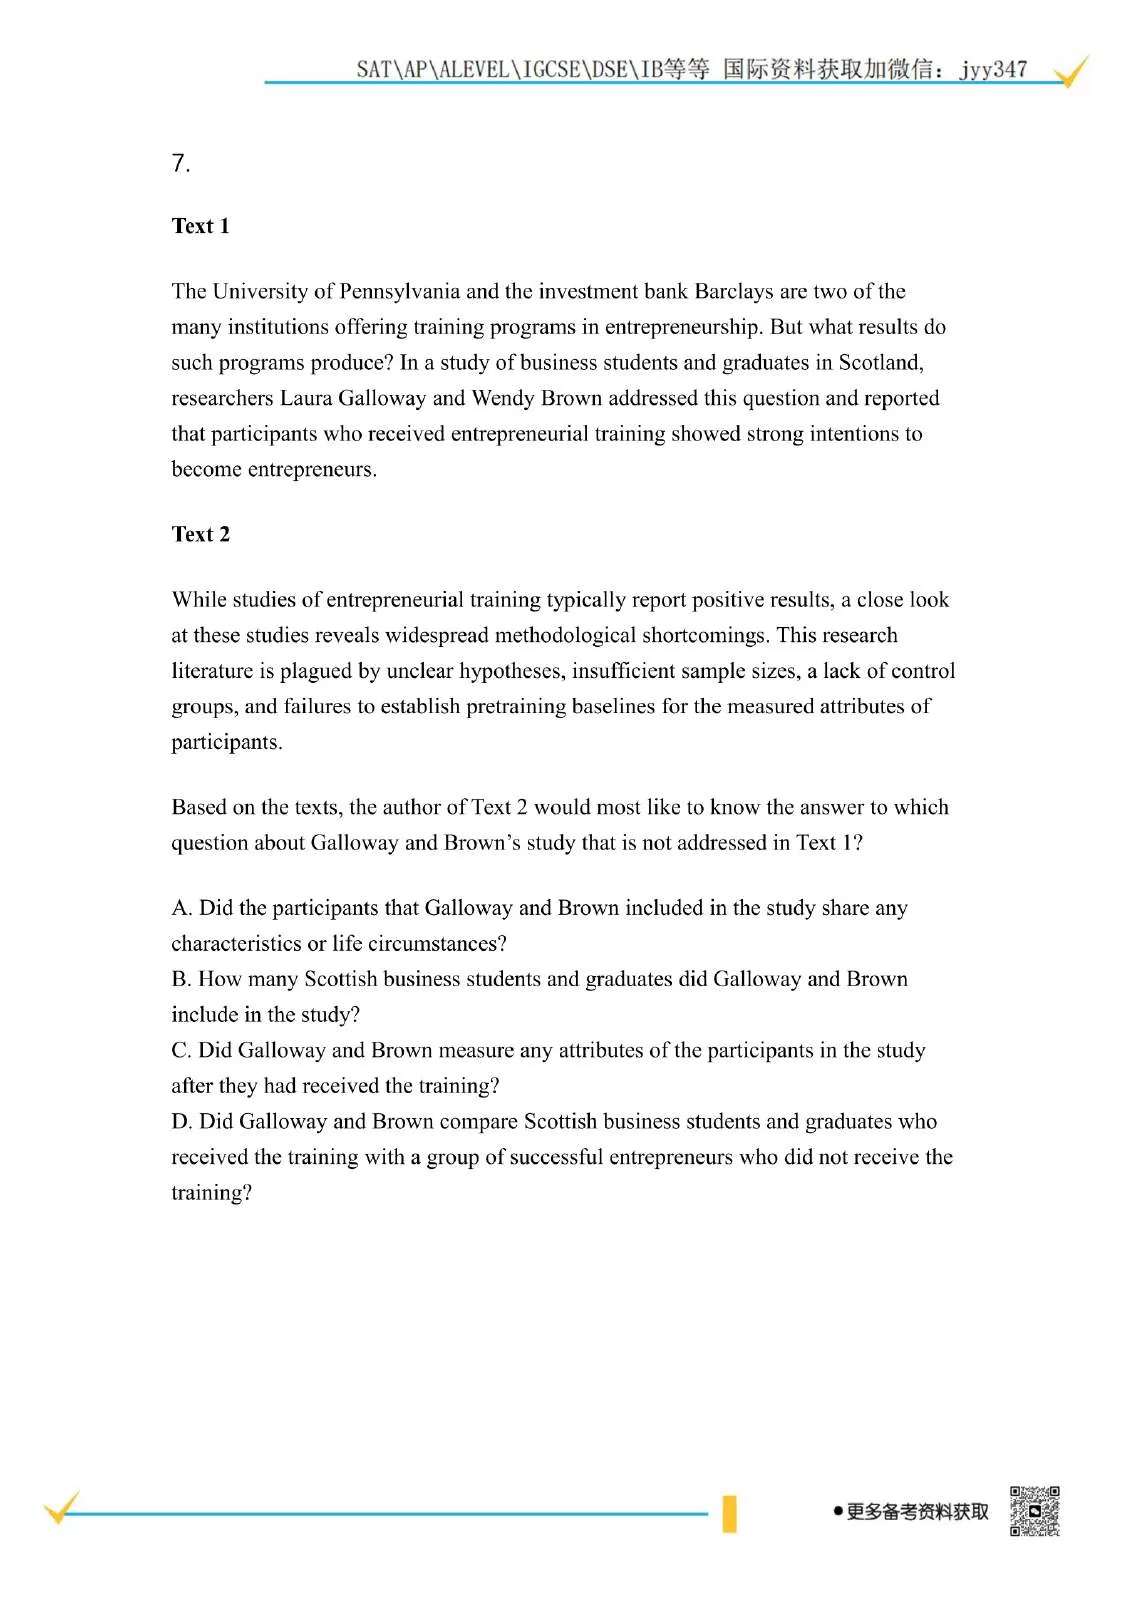 SAT\AP\ALEVEL\IGCSE\DSE\IB等等 国际资料获取加微信：jyy347
7.
Text 1
The University of Pennsylvania and the investment bank Barclays are two of the
many institutions offering training programs in entrepreneurship. But what results do
such programs produce? In a study of business students and graduates in Scotland,
researchers Laura Galloway and Wendy Brown addressed this question and reported
that participants who received entrepreneurial training showed strong intentions to
become entrepreneurs.
Text 2
While studies of entrepreneurial training typically report positive results, a close look
at these studies reveals widespread methodological shortcomings. This research
literature is plagued by unclear hypotheses, insufficient sample sizes, a lack of control
groups, and failures to establish pretraining baselines for the measured attributes of
participants.
Based on the texts, the author of Text 2 would most like to know the answer to which
question about Galloway and Brown’s study that is not addressed in Text 1?
A. Did the participants that Galloway and Brown included in the study share any
characteristics or life circumstances?
B. How many Scottish business students and graduates did Galloway and Brown
include in the study?
C. Did Galloway and Brown measure any attributes of the participants in the study
after they had received the training?
D. Did Galloway and Brown compare Scottish business students and graduates who
received the training with a group of successful entrepreneurs who did not receive the
training?
●更多备考资料获取